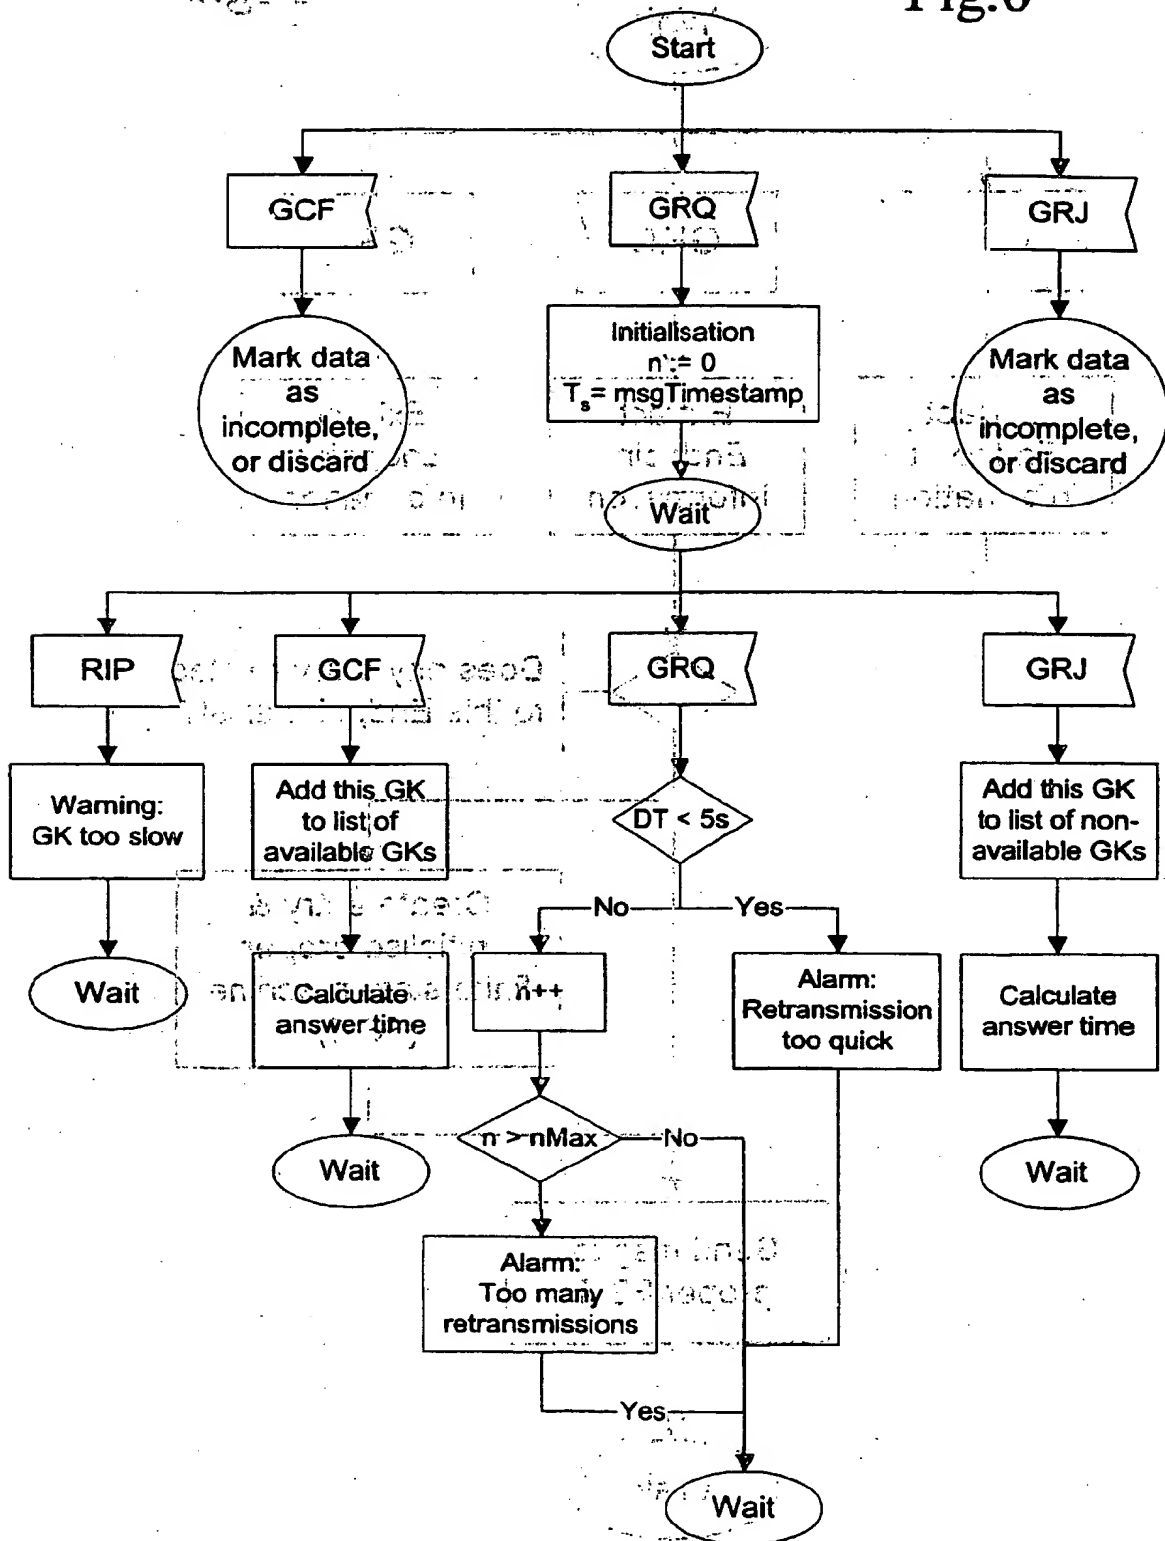 Fig.6
Start
GCF
GRQ
GRJ
Mark data
as
incomplete,
or discard
Initialisation
n := 0
Ts= msgTimestamp
Mark data
as
incomplete,
or discard
Wait
RIP
GCF
GRQ
GRJ
Warning:
GK too slow
Add this GK
to list of
available GKs
DT < 5s
Add this GK
to list of non-
available GKs
No
Yes
Wait
Calculate
answer time
n++
Alarm:
Retransmission
too quick
Calculate
answer time
n > nMax
No
Wait
Wait
Alarm:
Too many
retransmissions
Yes
Wait